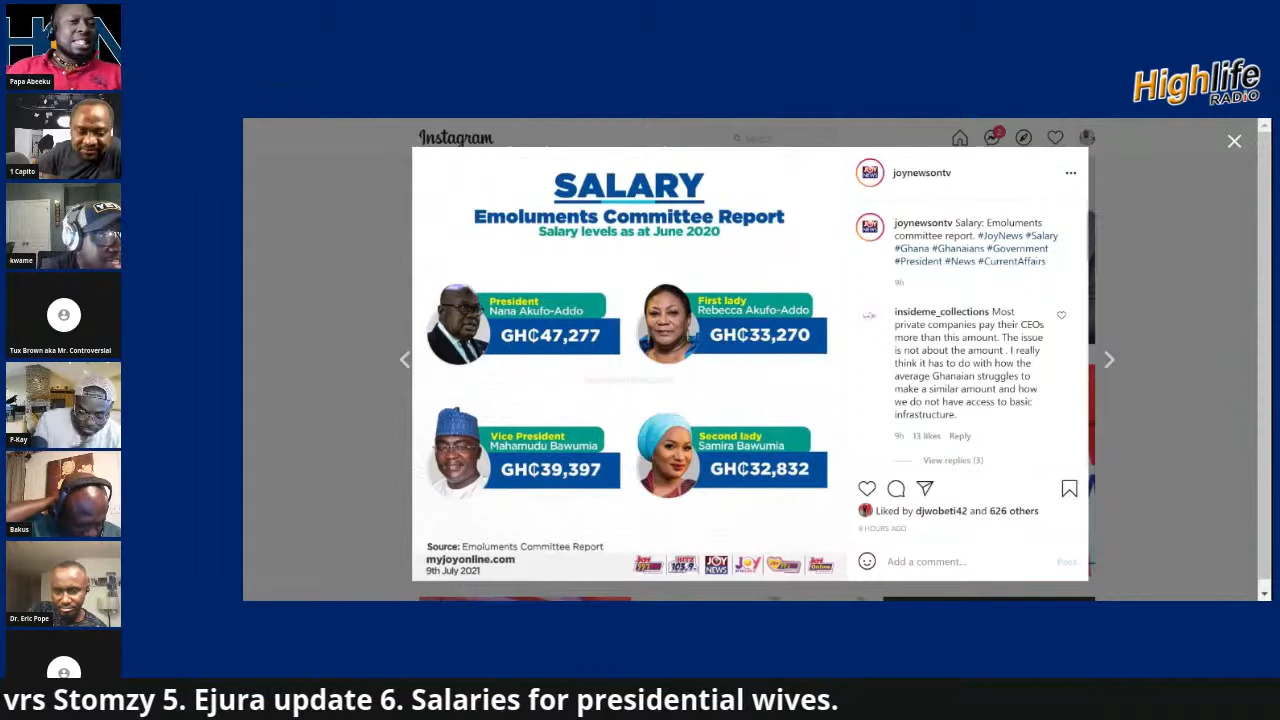 Papa Abeeku
1 Capito
kwame
Tux Brown aka Mr. Controversial
P-Kay
Bakus
Dr. Eric Pope
Highlife
RADIO
Instagram
Search
2
SALARY
Emoluments Committee Report
Salary levels as at June 2020
President
Nana Akufo-Addo
GH₵47,277
First lady
Rebecca Akufo-Addo
GH₵33,270
Vice President
Mahamudu Bawumia
GH₵39,397
Second lady
Samira Bawumia
GH₵32,832
Source: Emoluments Committee Report
myjoyonline.com
9th July 2021
JOY
NEWS
JOY
joynewsontv
joynewsontv Salary: Emoluments
committee report. #JoyNews #Salary
#Ghana #Ghanaians #Government
#President #News #CurrentAffairs
9h
insideme_collections Most
private companies pay their CEOs
more than this amount. The issue
is not about the amount . I really
think it has to do with how the
average Ghanaian struggles to
make a similar amount and how
we do not have access to basic
infrastructure.
9h 13 likes Reply
View replies (3)
Liked by djwobeti42 and 626 others
9 HOURS AGO
Add a comment...
Post
vrs Stomzy 5. Ejura update 6. Salaries for presidential wives.